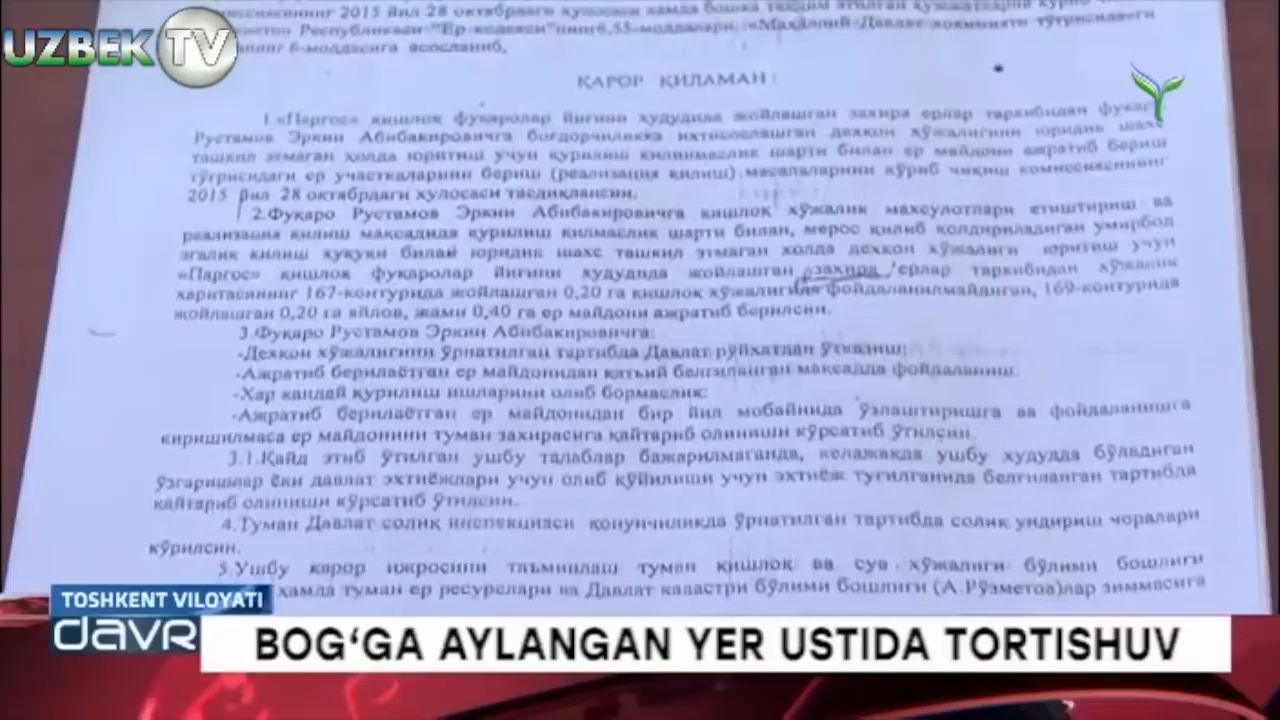 комиссиясининг 2015 йил 28 октябрдаги хулосаси ҳамда бошқа тақдим этилган ҳужжатларни кўриб
Республикаси "Ер кодекси"нинг 6,55-моддалари, «Маҳаллий Давлат ҳокимияти тўғрисида»ги
6-моддасига асосланиб,
UZBEK TV
ҚАРОР ҚИЛАМАН:
1.«Паргос» қишлоқ фуқаролар йиғини ҳудудида жойлашган захира ерлар таркибидан фуқаро
Рустамов Эркин Абибакировичга боғдорчиликка ихтисослашган деҳқон хўжалигини юридик шахс
ташкил этмаган ҳолда юритиш учун қурилиш қилинмаслик шарти билан ер майдони ажратиб бериш
тўғрисидаги ер участкаларини бериш (реализация қилиш) масалаларини кўриб чиқиш комиссиясининг
2015 йил 28 октябрдаги хулосаси тасдиқлансин.
2.Фуқаро Рустамов Эркин Абибакировичга қишлоқ хўжалик махсулотлари етиштириш ва
реализация қилиш мақсадида қурилиш қилмаслик шарти билан, мерос қилиб қолдириладиган умирбод
эгалик қилиш ҳуқуқи билан юридик шахс ташкил этмаган холда деҳқон хўжалиги юритиш учун
«Паргос» қишлоқ фуқаролар йиғини ҳудудида жойлашган захира ерлар таркибидан хўжалик
харитасининг 167-контурида жойлашган 0,20 га қишлоқ хўжалигида фойдаланилмайдиган, 169-контурида
жойлашган 0,20 га яйлов, жами 0,40 га ер майдони ажратиб берилсин.
3.Фуқаро Рустамов Эркин Абибакировичга:
-Деҳқон хўжалигини ўрнатилган тартибда Давлат рўйхатдан ўтказиш;
-Ажратиб берилаётган ер майдонидан қатъий белгиланган мақсадда фойдаланиш
-Хар қандай қурилиш ишларини олиб бормаслик:
-Ажратиб берилаётган ер майдонидан бир йил мобайнида ўзлаштиришга ва фойдаланишга
киришилмаса ер майдонини туман захирасига қайтариб олиниши кўрсатиб ўтилсин.
3.1.Қайд этиб ўтилган ушбу талаблар бажарилмаганда, келажакда ушбу худудда бўладиган
ўзгаришлар ёки давлат эҳтиёжлари учун олиб қўйилиши учун эҳтиёж туғилганида белгиланган тартибда
қайтариб олиниши кўрсатиб ўтилсин.
4.Туман Давлат солиқ инспекцияси қонунчиликда ўрнатилган тартибда солиқ ундириш чоралари
кўрилсин.
5.Ушбу қарор ижросини таъминлаш туман қишлоқ ва сув хўжалиги бўлими бошлиғи
ҳамда туман ер ресурслари ва Давлат кадастри бўлими бошлиғи (А.Рўзметов)лар зиммасига
TOSHKENT VILOYATI
davr
BOG‘GA AYLANGAN YER USTIDA TORTISHUV